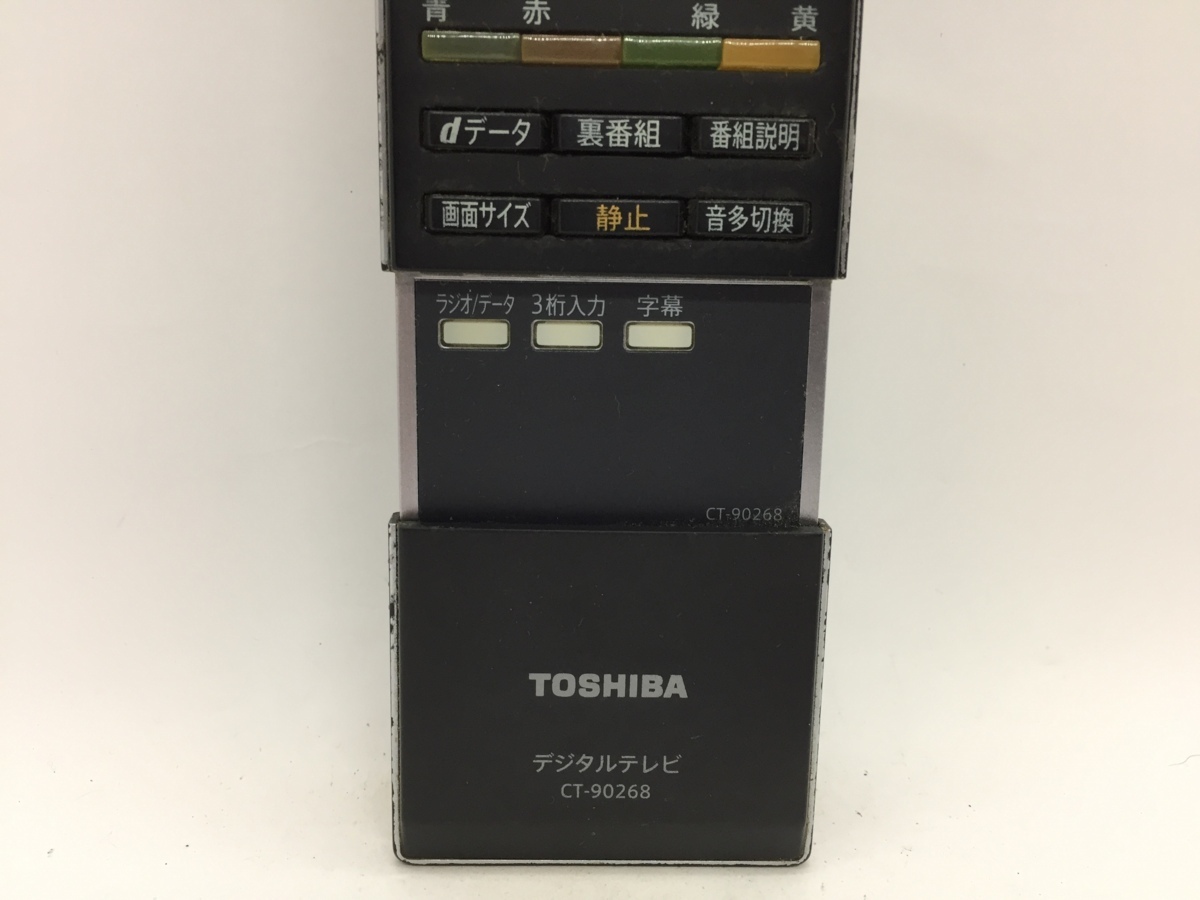 青 赤 緑 黄
dデータ 裏番組 番組説明
画面サイズ 静止 音多切換
ラジオ/データ 3桁入力 字幕
CT-90268
TOSHIBA
デジタルテレビ
CT-90268